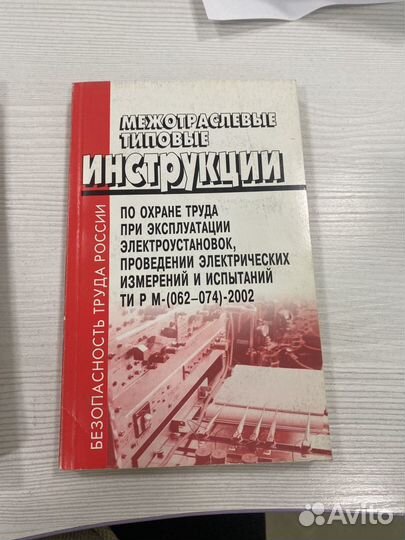 МЕЖОТРАСЛЕВЫЕ
ТИПОВЫЕ
ИНСТРУКЦИИ
ПО ОХРАНЕ ТРУДА
ПРИ ЭКСПЛУАТАЦИИ
ЭЛЕКТРОУСТАНОВОК,
ПРОВЕДЕНИИ ЭЛЕКТРИЧЕСКИХ
ИЗМЕРЕНИЙ И ИСПЫТАНИЙ
ТИ Р М-(062–074)-2002
БЕЗОПАСНОСТЬ ТРУДА РОССИИ
Avito